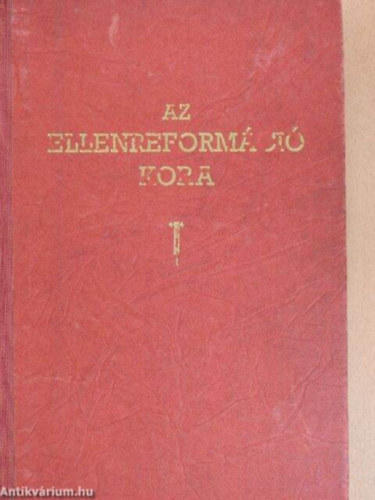 AZ
ELLENREFORMÁCIÓ
KORA
Antikvárium.hu